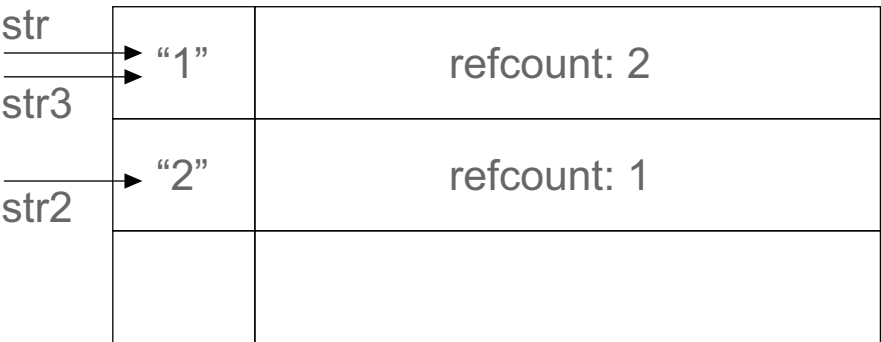 str
“1”
refcount: 2
str3
“2”
refcount: 1
str2